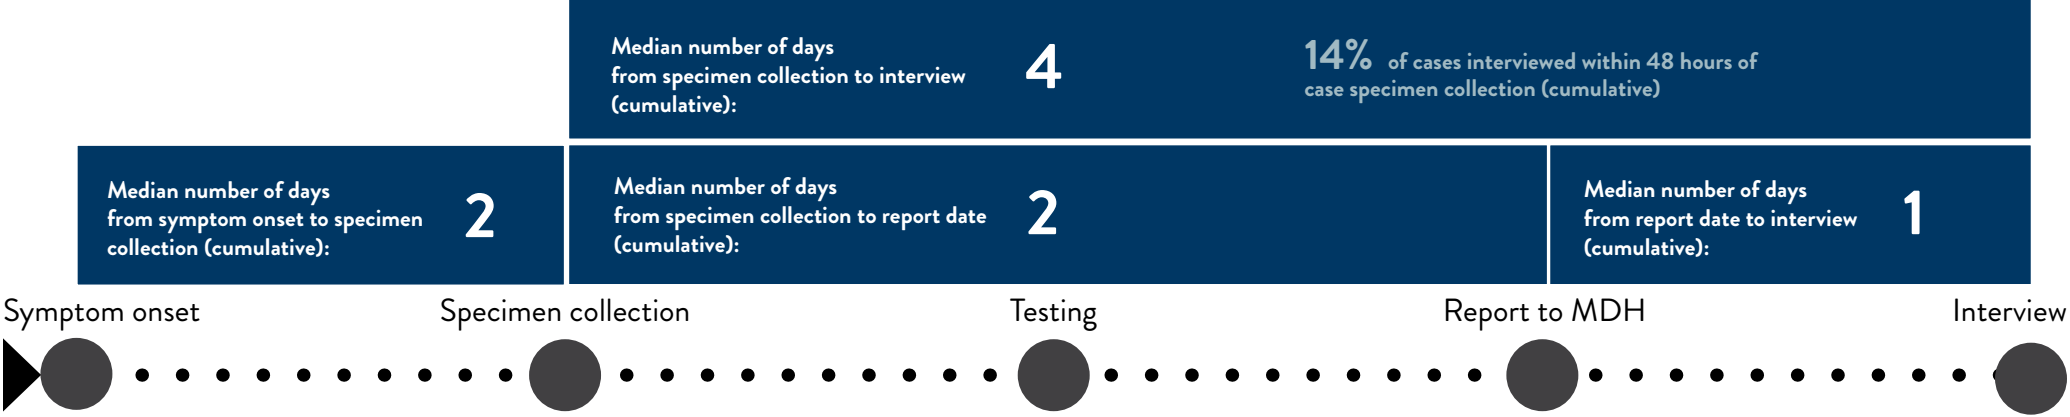 Median number of days
from specimen collection to interview
(cumulative):
4
14% of cases interviewed within 48 hours of
case specimen collection (cumulative)
Median number of days
from symptom onset to specimen
collection (cumulative):
2
Median number of days
from specimen collection to report date
(cumulative):
2
Median number of days
from report date to interview
(cumulative):
1
Symptom onset
Specimen collection
Testing
Report to MDH
Interview